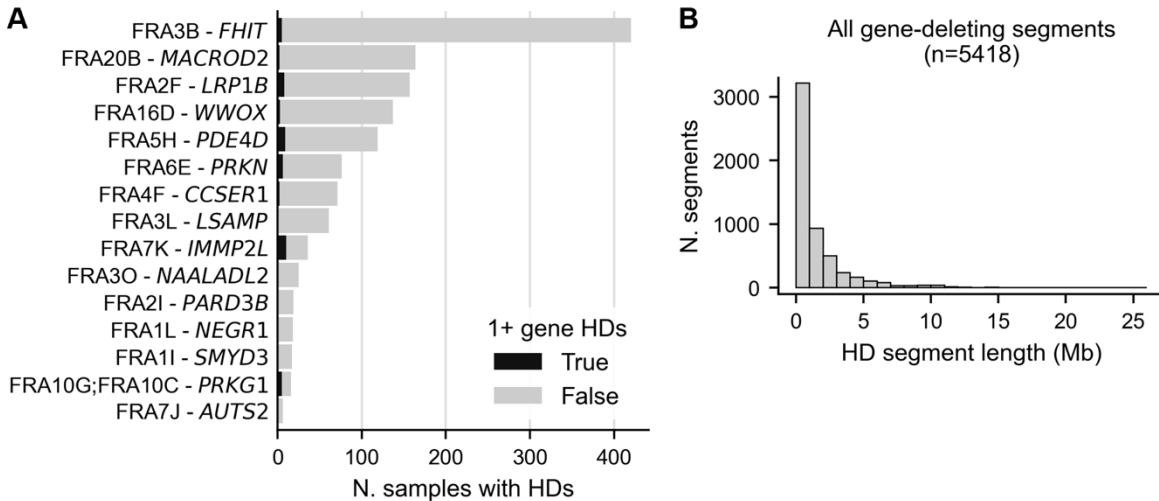 A
FRA3B - FHIT
FRA20B - MACROD2
FRA2F - LRP1B
FRA16D - WWOX
FRA5H - PDE4D
FRA6E - PRKN
FRA4F - CCSER1
FRA3L - LSAMP
FRA7K - IMMP2L
FRA3O - NAALADL2
FRA2I - PARD3B
FRA1L - NEGR1
FRA1I - SMYD3
FRA10G;FRA10C - PRKG1
FRA7J - AUTS2
1+ gene HDs
True
False
0 100 200 300 400
N. samples with HDs
B
All gene-deleting segments
(n=5418)
N. segments
3000
2000
1000
0
0 5 10 15 20 25
HD segment length (Mb)